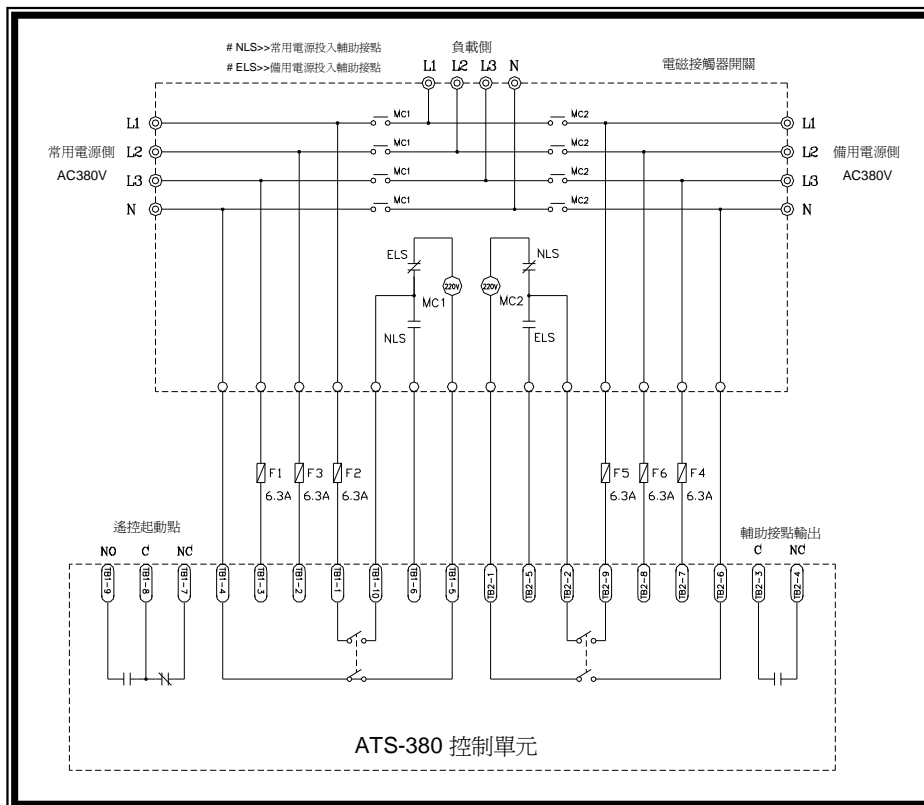 # NLS>>常用電源投入輔助接點
負載側
# ELS>>備用電源投入輔助接點
L1 L2 L3 N
電磁接觸器開關
L1 MC1 MC2 L1
常用電源側 L2 MC1 MC2 L2 備用電源側
AC380V L3 MC1 MC2 L3 AC380V
N MC1 MC2 N
ELS NLS
220V 220V
MC1 MC2
NLS ELS
F1 F3 F2 F5 F6 F4
6.3A 6.3A 6.3A 6.3A 6.3A 6.3A
遙控起動點 輔助接點輸出
NO C NC C NC
TB1-9 TB1-8 TB1-7 TB1-4 TB1-3 TB1-2 TB1-1 TB1-10 TB1-6 TB1-5 TB2-1 TB2-5 TB2-2 TB2-9 TB2-8 TB2-7 TB2-6 TB2-3 TB2-4
ATS-380 控制單元